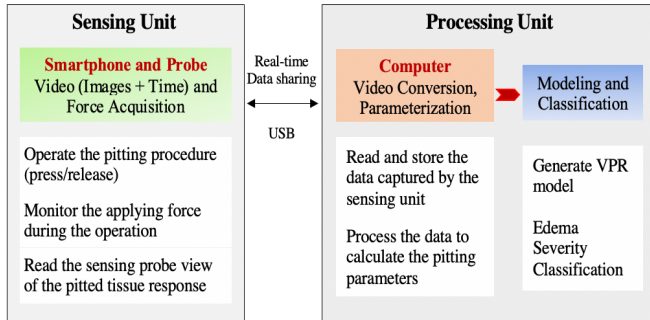 Sensing Unit
Smartphone and Probe
Video (Images + Time) and
Force Acquisition
Operate the pitting procedure
(press/release)
Monitor the applying force
during the operation
Read the sensing probe view
of the pitted tissue response
Real-time
Data sharing
USB
Processing Unit
Computer
Video Conversion,
Parameterization
Read and store the
data captured by the
sensing unit
Process the data to
calculate the pitting
parameters
Modeling and
Classification
Generate VPR
model
Edema
Severity
Classification